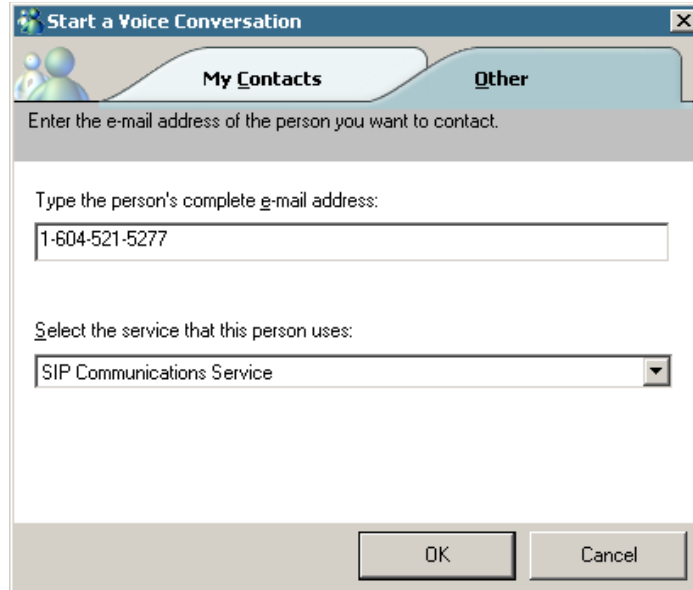 Start a Voice Conversation
My Contacts
Other
Enter the e-mail address of the person you want to contact.
Type the person's complete e-mail address:
1-604-521-5277
Select the service that this person uses:
SIP Communications Service
OK
Cancel